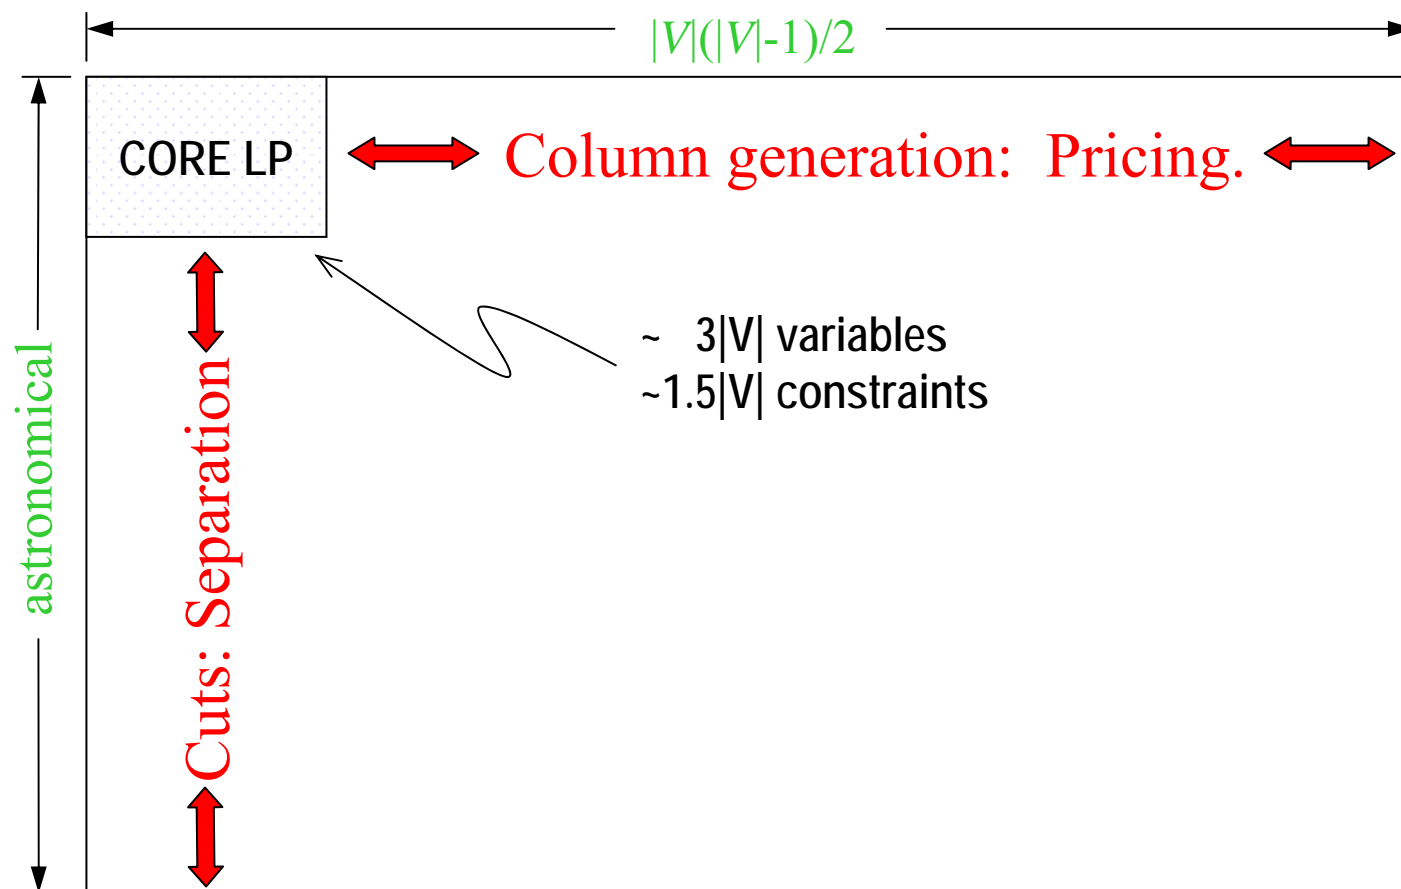 |V|(|V|-1)/2
CORE LP
Column generation: Pricing.
~ 3|V| variables
~1.5|V| constraints
astronomical
Cuts: Separation